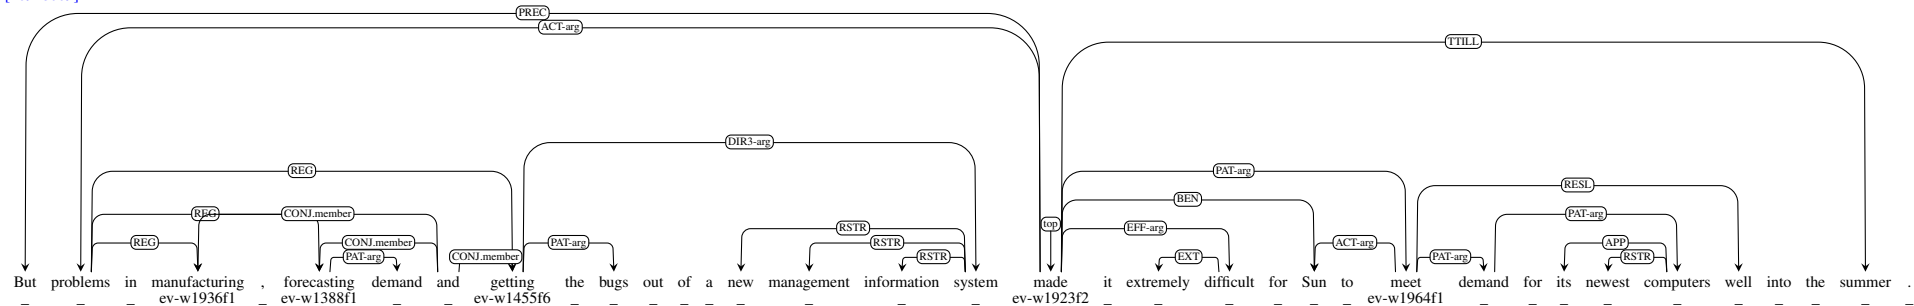 PREC
ACT-arg
TTILL
DIR3-arg
REG PAT-arg
RESL
BEN
REG CONJ.member PAT-arg
top
RSTR EFF-arg
REG CONJ.member PAT-arg RSTR ACT-arg APP
PAT-arg CONJ.member RSTR EXT PAT-arg RSTR
But problems in manufacturing , forecasting demand and getting the bugs out of a new management information system made it extremely difficult for Sun to meet demand for its newest computers well into the summer .
ev-w1936f1 ev-w1388f1 ev-w1455f6 ev-w1923f2 ev-w1964f1